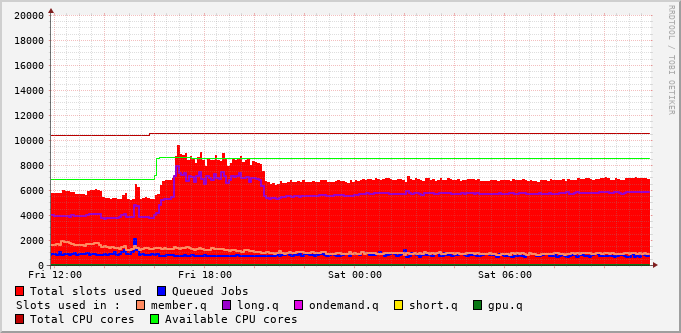 20000
18000
16000
14000
12000
10000
8000
6000
4000
2000
0
Fri 12:00 Fri 18:00 Sat 00:00 Sat 06:00
RRDTOOL / TOBI OETIKER
Total slots used Queued Jobs
Slots used in : member.q long.q ondemand.q short.q gpu.q
Total CPU cores Available CPU cores